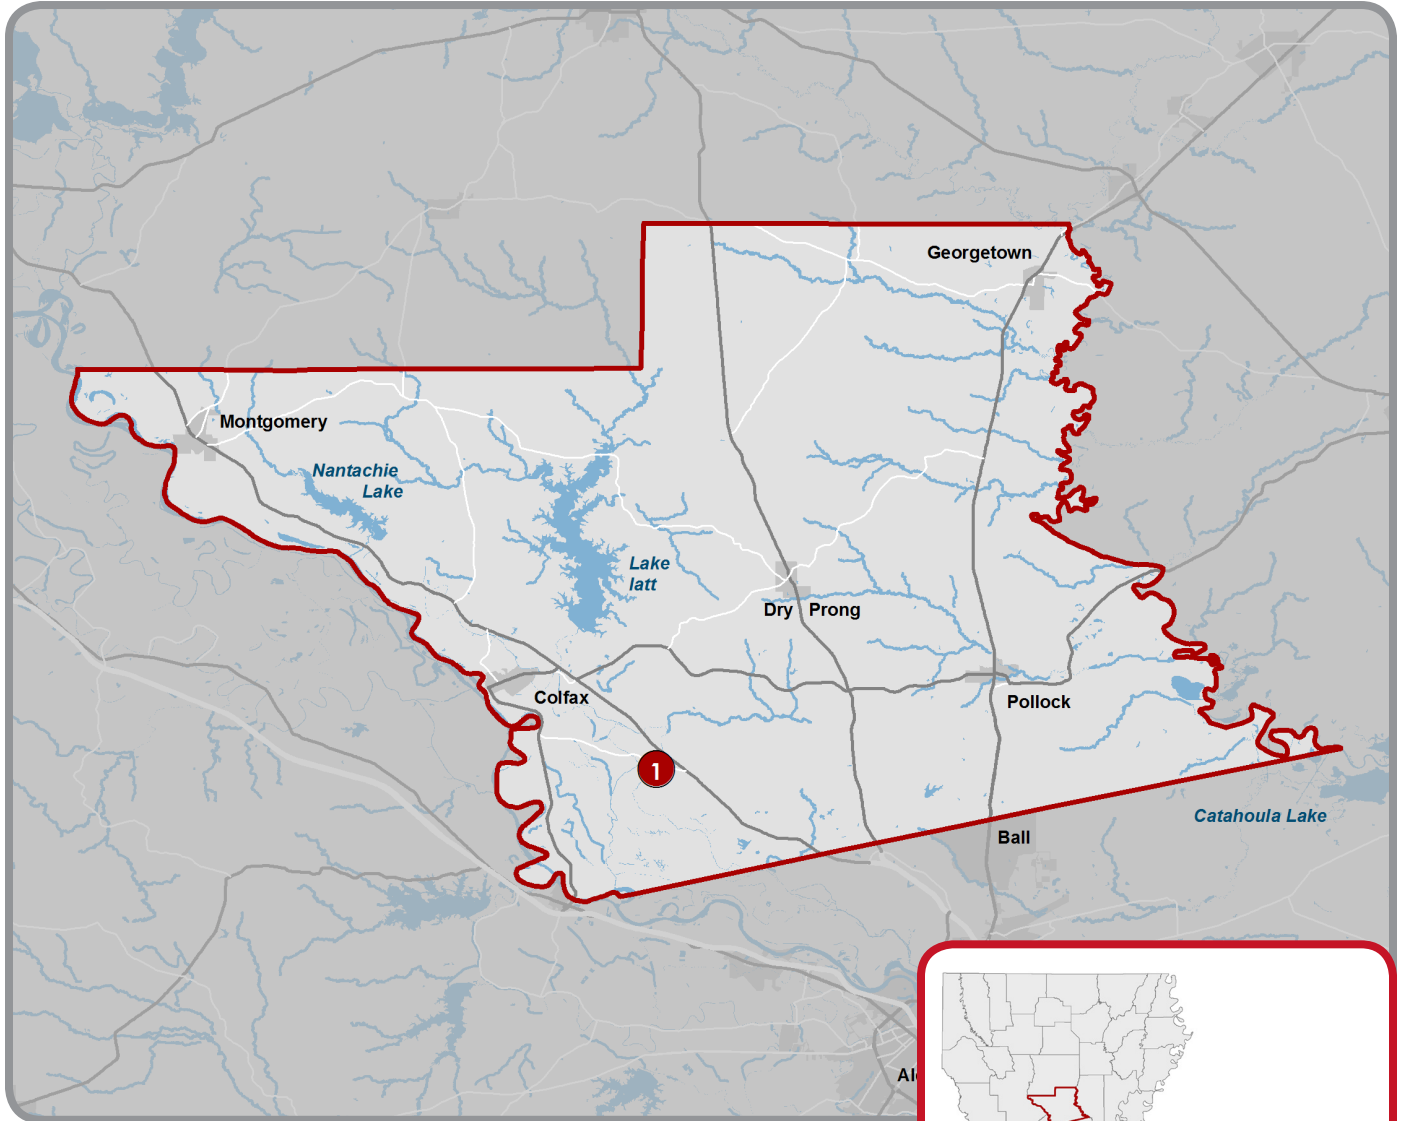 Georgetown
Montgomery
Nantachie
Lake
Lake
Iatt
Dry Prong
Colfax
Pollock
1
Catahoula Lake
Ball